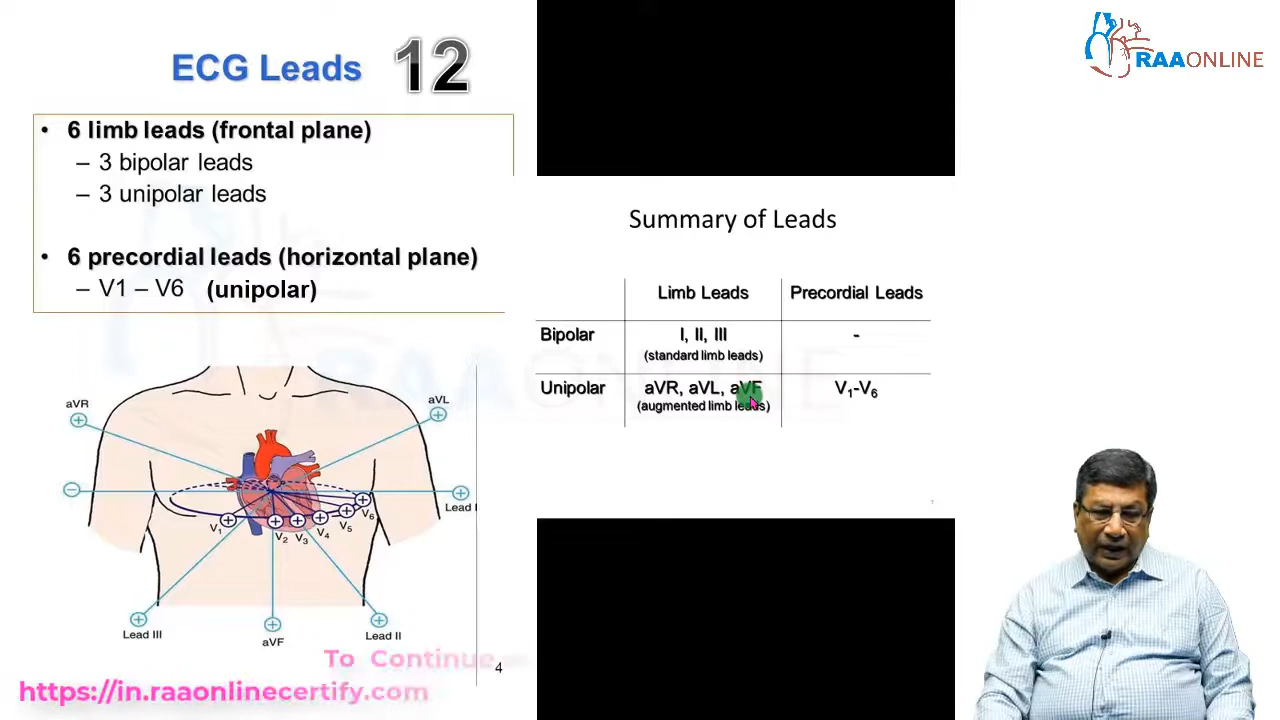 ECG Leads 12
• 6 limb leads (frontal plane)
– 3 bipolar leads
– 3 unipolar leads
• 6 precordial leads (horizontal plane)
– V1 – V6 (unipolar)
aVR
aVL
Lead I
V1
V2
V3
V4
V5
V6
Lead III
aVF
Lead II
To Continue
4
https://in.raaonlinecertify.com
Summary of Leads
Limb Leads Precordial Leads
Bipolar I, II, III -
(standard limb leads)
Unipolar aVR, aVL, aVF V1-V6
(augmented limb leads)
RAAONLINE